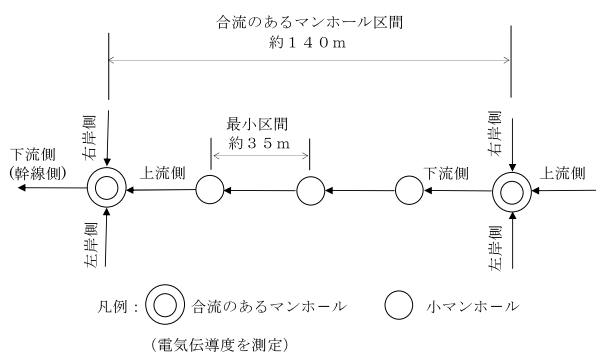 合流のあるマンホール区間
約１４０ｍ
最小区間
約３５ｍ
下流側
(幹線側)
右岸側
左岸側
上流側
下流側
右岸側
左岸側
上流側
凡例：
合流のあるマンホール
小マンホール
（電気伝導度を測定）